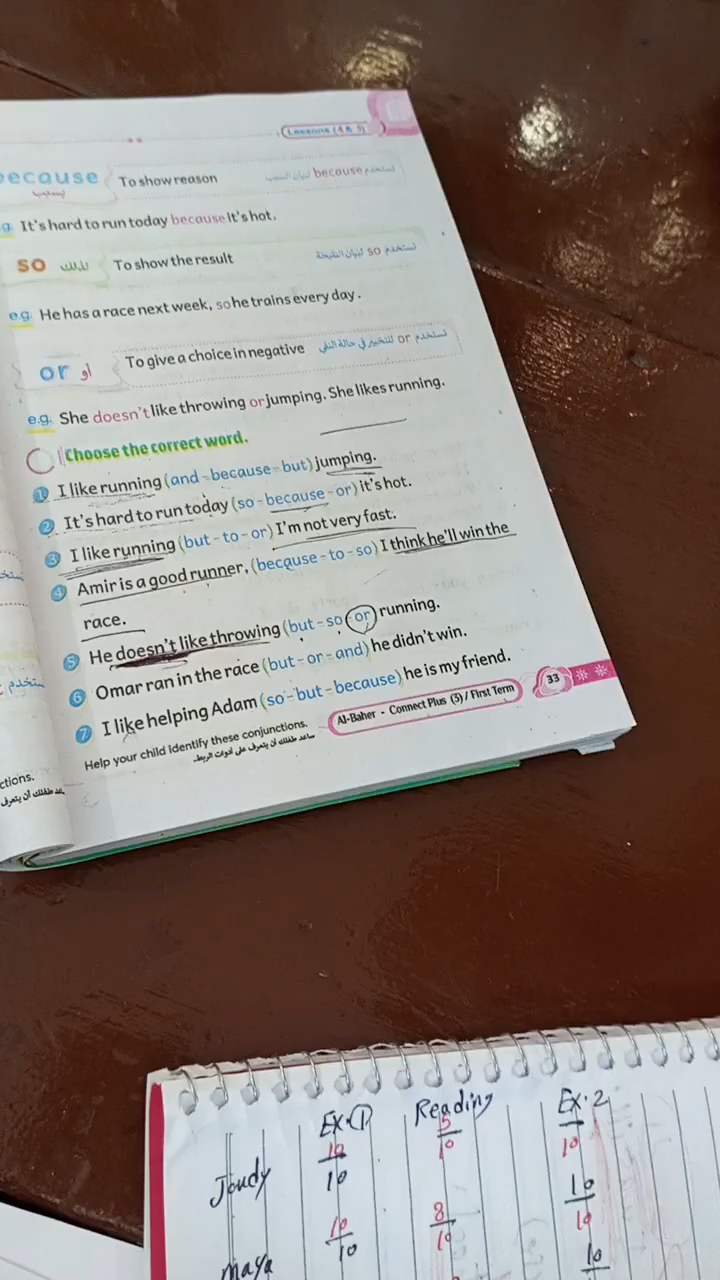 Lessons (4 & 5)
because To show reason نستخدم because لبيان السبب
It's hard to run today because it's hot.
so لذلك To show the result نستخدم so لبيان النتيجة
e.g. He has a race next week, so he trains every day.
or أو To give a choice in negative نستخدم or للتخيير في حالة النفي
e.g. She doesn't like throwing or jumping. She likes running.
Choose the correct word.
1 I like running (and - because - but) jumping.
2 It's hard to run today (so - because - or) it's hot.
3 I like running (but - to - or) I'm not very fast.
4 Amir is a good runner, (because - to - so) I think he'll win the
race.
5 He doesn't like throwing (but - so - or) running.
6 Omar ran in the race (but - or - and) he didn't win.
7 I like helping Adam (so - but - because) he is my friend.
Help your child identify these conjunctions.
ساعد طفلك أن يتعرف على أدوات الربط.
Al-Baher - Connect Plus (3) / First Term
33
ctions.
Ex. 1 Reading Ex. 2
Joudy 10/10 5/10 /10
maya 10/10 8/10 10/10
10